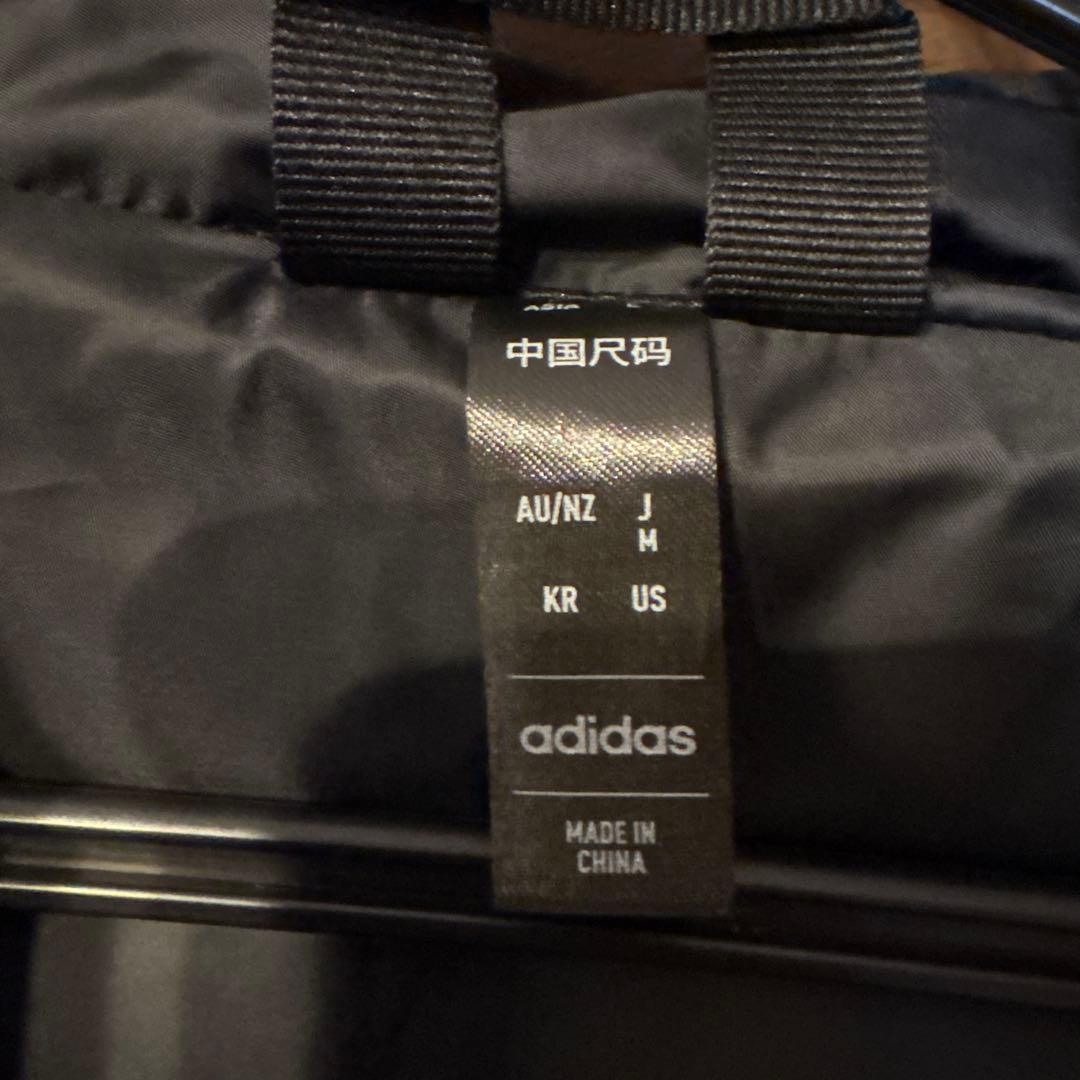 中国尺码
AU/NZ J
M
KR US
adidas
MADE IN
CHINA